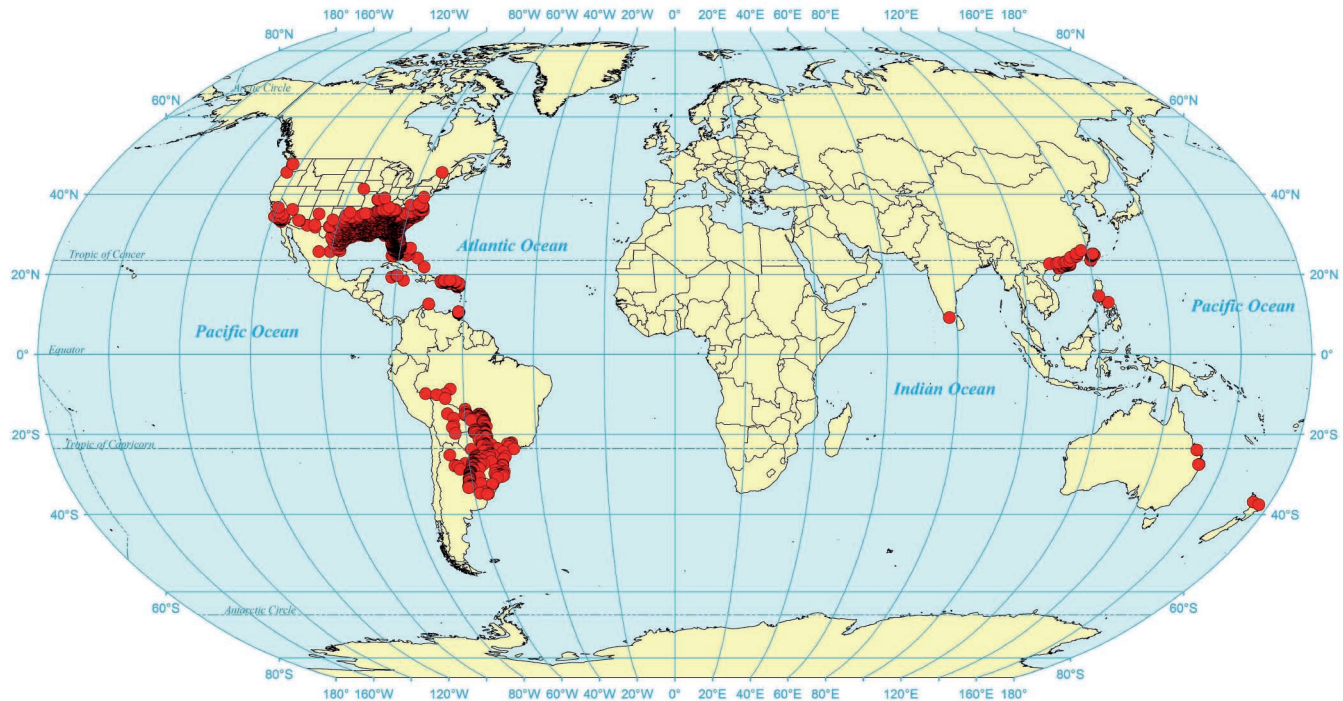 180° 160°W 120°W 80°W 60°W 40°W 20°W 0° 20°E 40°E 60°E 80°E 120°E 160°E 180°
80°N 80°N
Arctic Circle
60°N 60°N
40°N 40°N
Atlantic Ocean
Tropic of Cancer
20°N 20°N
Pacific Ocean Pacific Ocean
Equator
0° 0°
Indian Ocean
20°S 20°S
Tropic of Capricorn
40°S 40°S
60°S 60°S
Antarctic Circle
80°S 80°S
180° 160°W 120°W 80°W 60°W 40°W 20°W 0° 20°E 40°E 60°E 80°E 120°E 160°E 180°